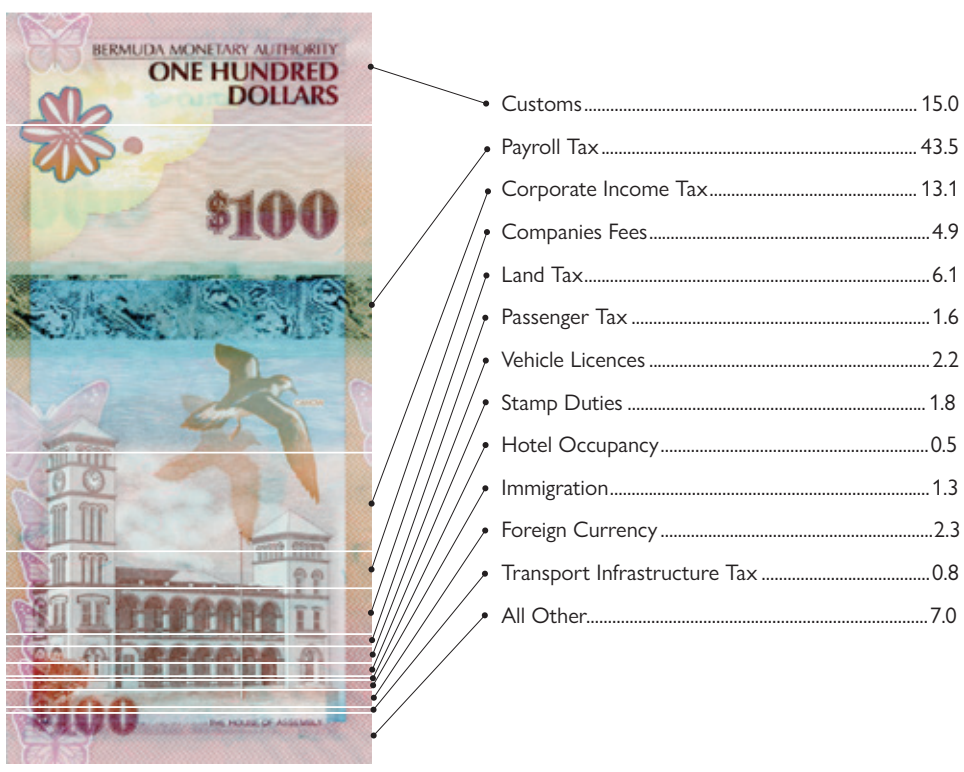 BERMUDA MONETARY AUTHORITY
ONE HUNDRED
DOLLARS
$100
CAHOW
100
THE HOUSE OF ASSEMBLY
Customs 15.0
Payroll Tax 43.5
Corporate Income Tax 13.1
Companies Fees 4.9
Land Tax 6.1
Passenger Tax 1.6
Vehicle Licences 2.2
Stamp Duties 1.8
Hotel Occupancy 0.5
Immigration 1.3
Foreign Currency 2.3
Transport Infrastructure Tax 0.8
All Other 7.0